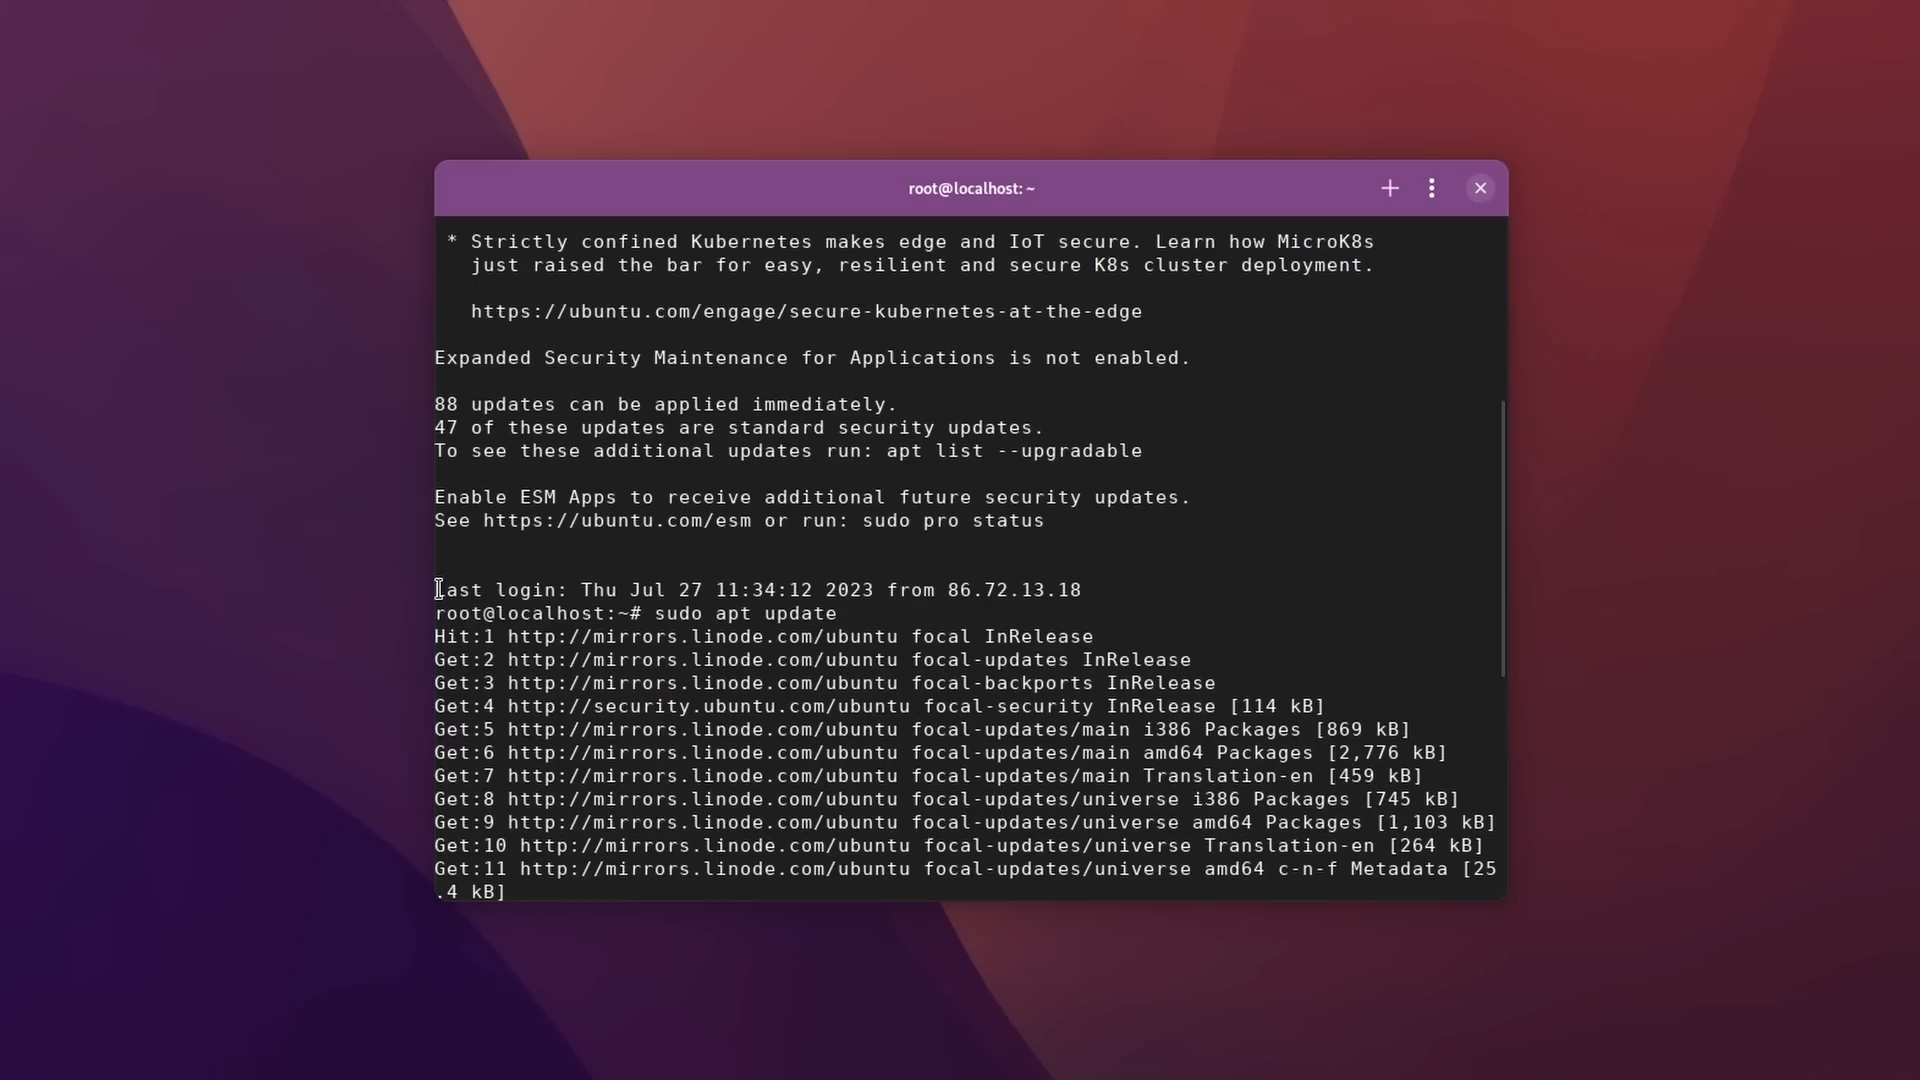 root@localhost: ~
* Strictly confined Kubernetes makes edge and IoT secure. Learn how MicroK8s
just raised the bar for easy, resilient and secure K8s cluster deployment.
https://ubuntu.com/engage/secure-kubernetes-at-the-edge
Expanded Security Maintenance for Applications is not enabled.
88 updates can be applied immediately.
47 of these updates are standard security updates.
To see these additional updates run: apt list --upgradable
Enable ESM Apps to receive additional future security updates.
See https://ubuntu.com/esm or run: sudo pro status
Last login: Thu Jul 27 11:34:12 2023 from 86.72.13.18
root@localhost:~# sudo apt update
Hit:1 http://mirrors.linode.com/ubuntu focal InRelease
Get:2 http://mirrors.linode.com/ubuntu focal-updates InRelease
Get:3 http://mirrors.linode.com/ubuntu focal-backports InRelease
Get:4 http://security.ubuntu.com/ubuntu focal-security InRelease [114 kB]
Get:5 http://mirrors.linode.com/ubuntu focal-updates/main i386 Packages [869 kB]
Get:6 http://mirrors.linode.com/ubuntu focal-updates/main amd64 Packages [2,776 kB]
Get:7 http://mirrors.linode.com/ubuntu focal-updates/main Translation-en [459 kB]
Get:8 http://mirrors.linode.com/ubuntu focal-updates/universe i386 Packages [745 kB]
Get:9 http://mirrors.linode.com/ubuntu focal-updates/universe amd64 Packages [1,103 kB]
Get:10 http://mirrors.linode.com/ubuntu focal-updates/universe Translation-en [264 kB]
Get:11 http://mirrors.linode.com/ubuntu focal-updates/universe amd64 c-n-f Metadata [25
.4 kB]